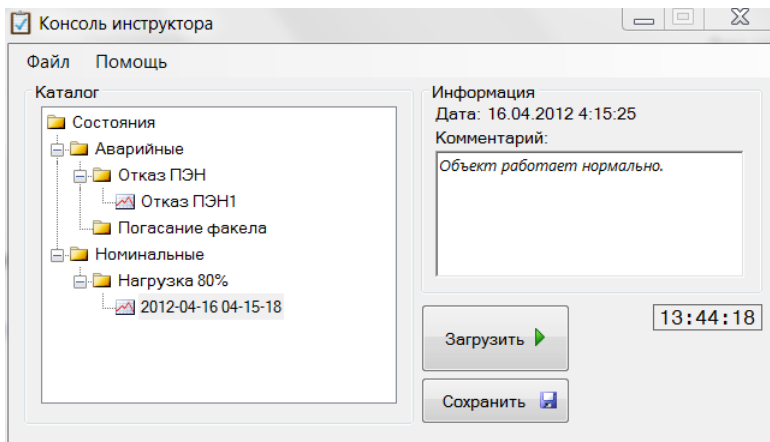 Консоль инструктора
Файл Помощь
Каталог
Состояния
Аварийные
Отказ ПЭН
Отказ ПЭН1
Погасание факела
Номинальные
Нагрузка 80%
2012-04-16 04-15-18
Информация
Дата: 16.04.2012 4:15:25
Комментарий:
Объект работает нормально.
13:44:18
Загрузить
Сохранить